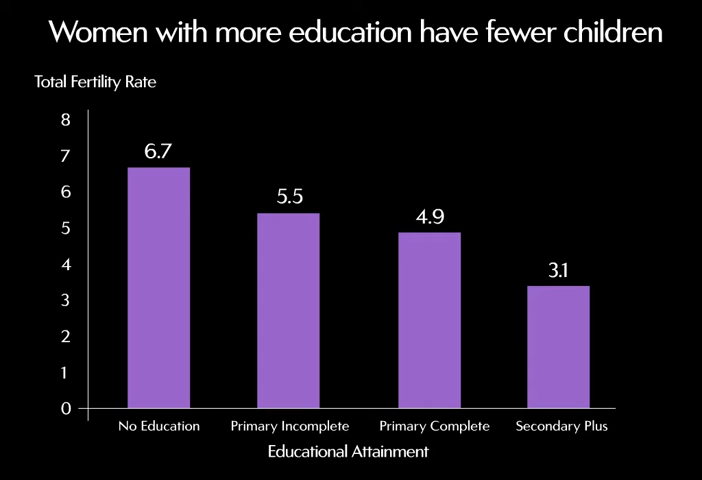 Women with more education have fewer children
Total Fertility Rate
8
7
6
5
4
3
2
1
0
6.7
5.5
4.9
3.1
No Education
Primary Incomplete
Primary Complete
Secondary Plus
Educational Attainment